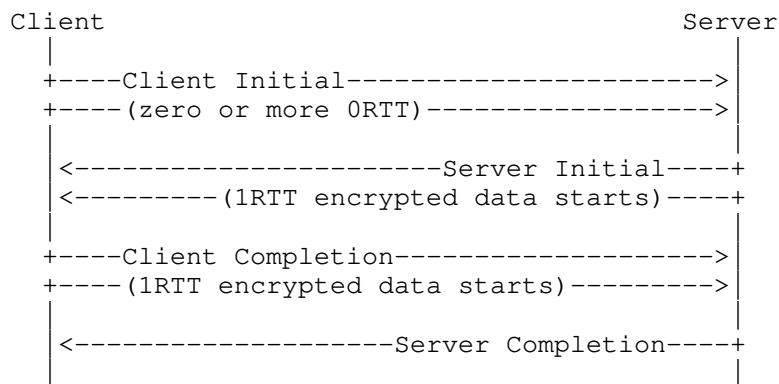 Client Server
+----Client Initial----------------------->|
+----(zero or more 0RTT)------------------>|
|<-----------------------Server Initial----+
|<---------(1RTT encrypted data starts)----+
+----Client Completion-------------------->|
+----(1RTT encrypted data starts)--------->|
|<--------------------Server Completion----+